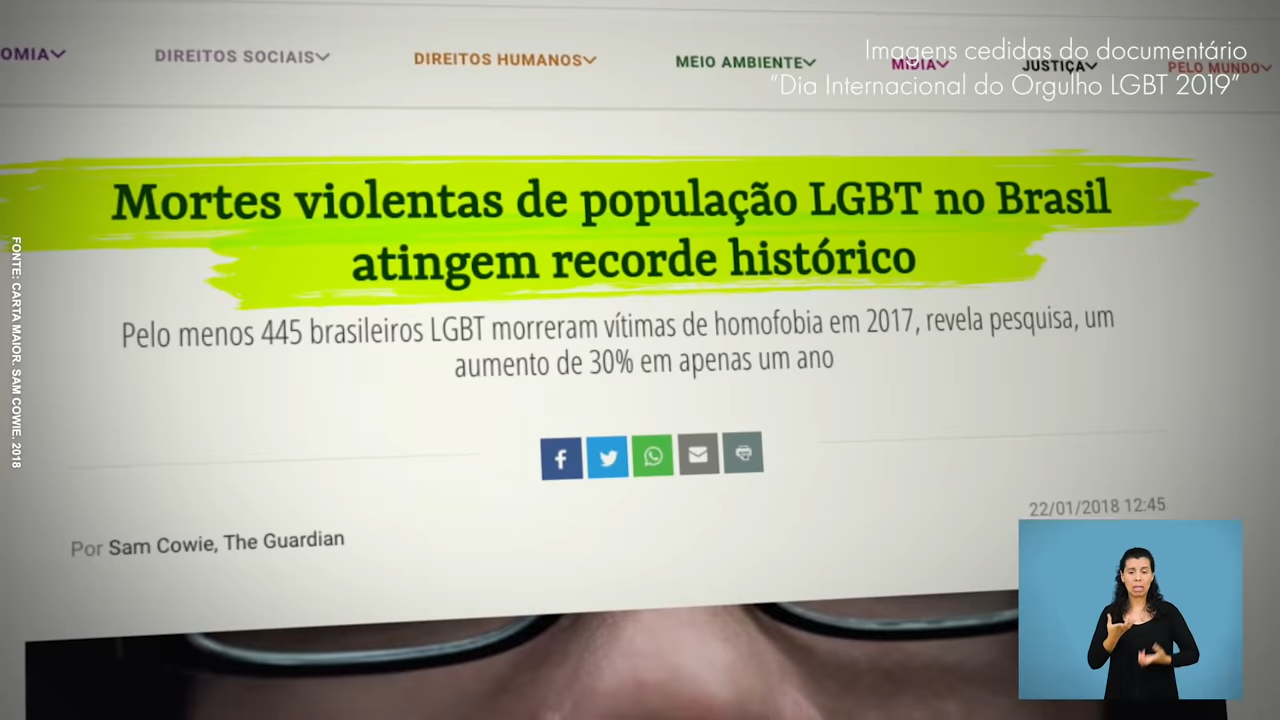 OMIA
DIREITOS SOCIAIS
DIREITOS HUMANOS
MEIO AMBIENTE
MÍDIA
JUSTIÇA
PELO MUNDO
Imagens cedidas do documentário
“Dia Internacional do Orgulho LGBT 2019”
Mortes violentas de população LGBT no Brasil
atingem recorde histórico
Pelo menos 445 brasileiros LGBT morreram vítimas de homofobia em 2017, revela pesquisa, um
aumento de 30% em apenas um ano
22/01/2018 12:45
Por Sam Cowie, The Guardian
FONTE: CARTA MAIOR. SAM COWIE. 2018